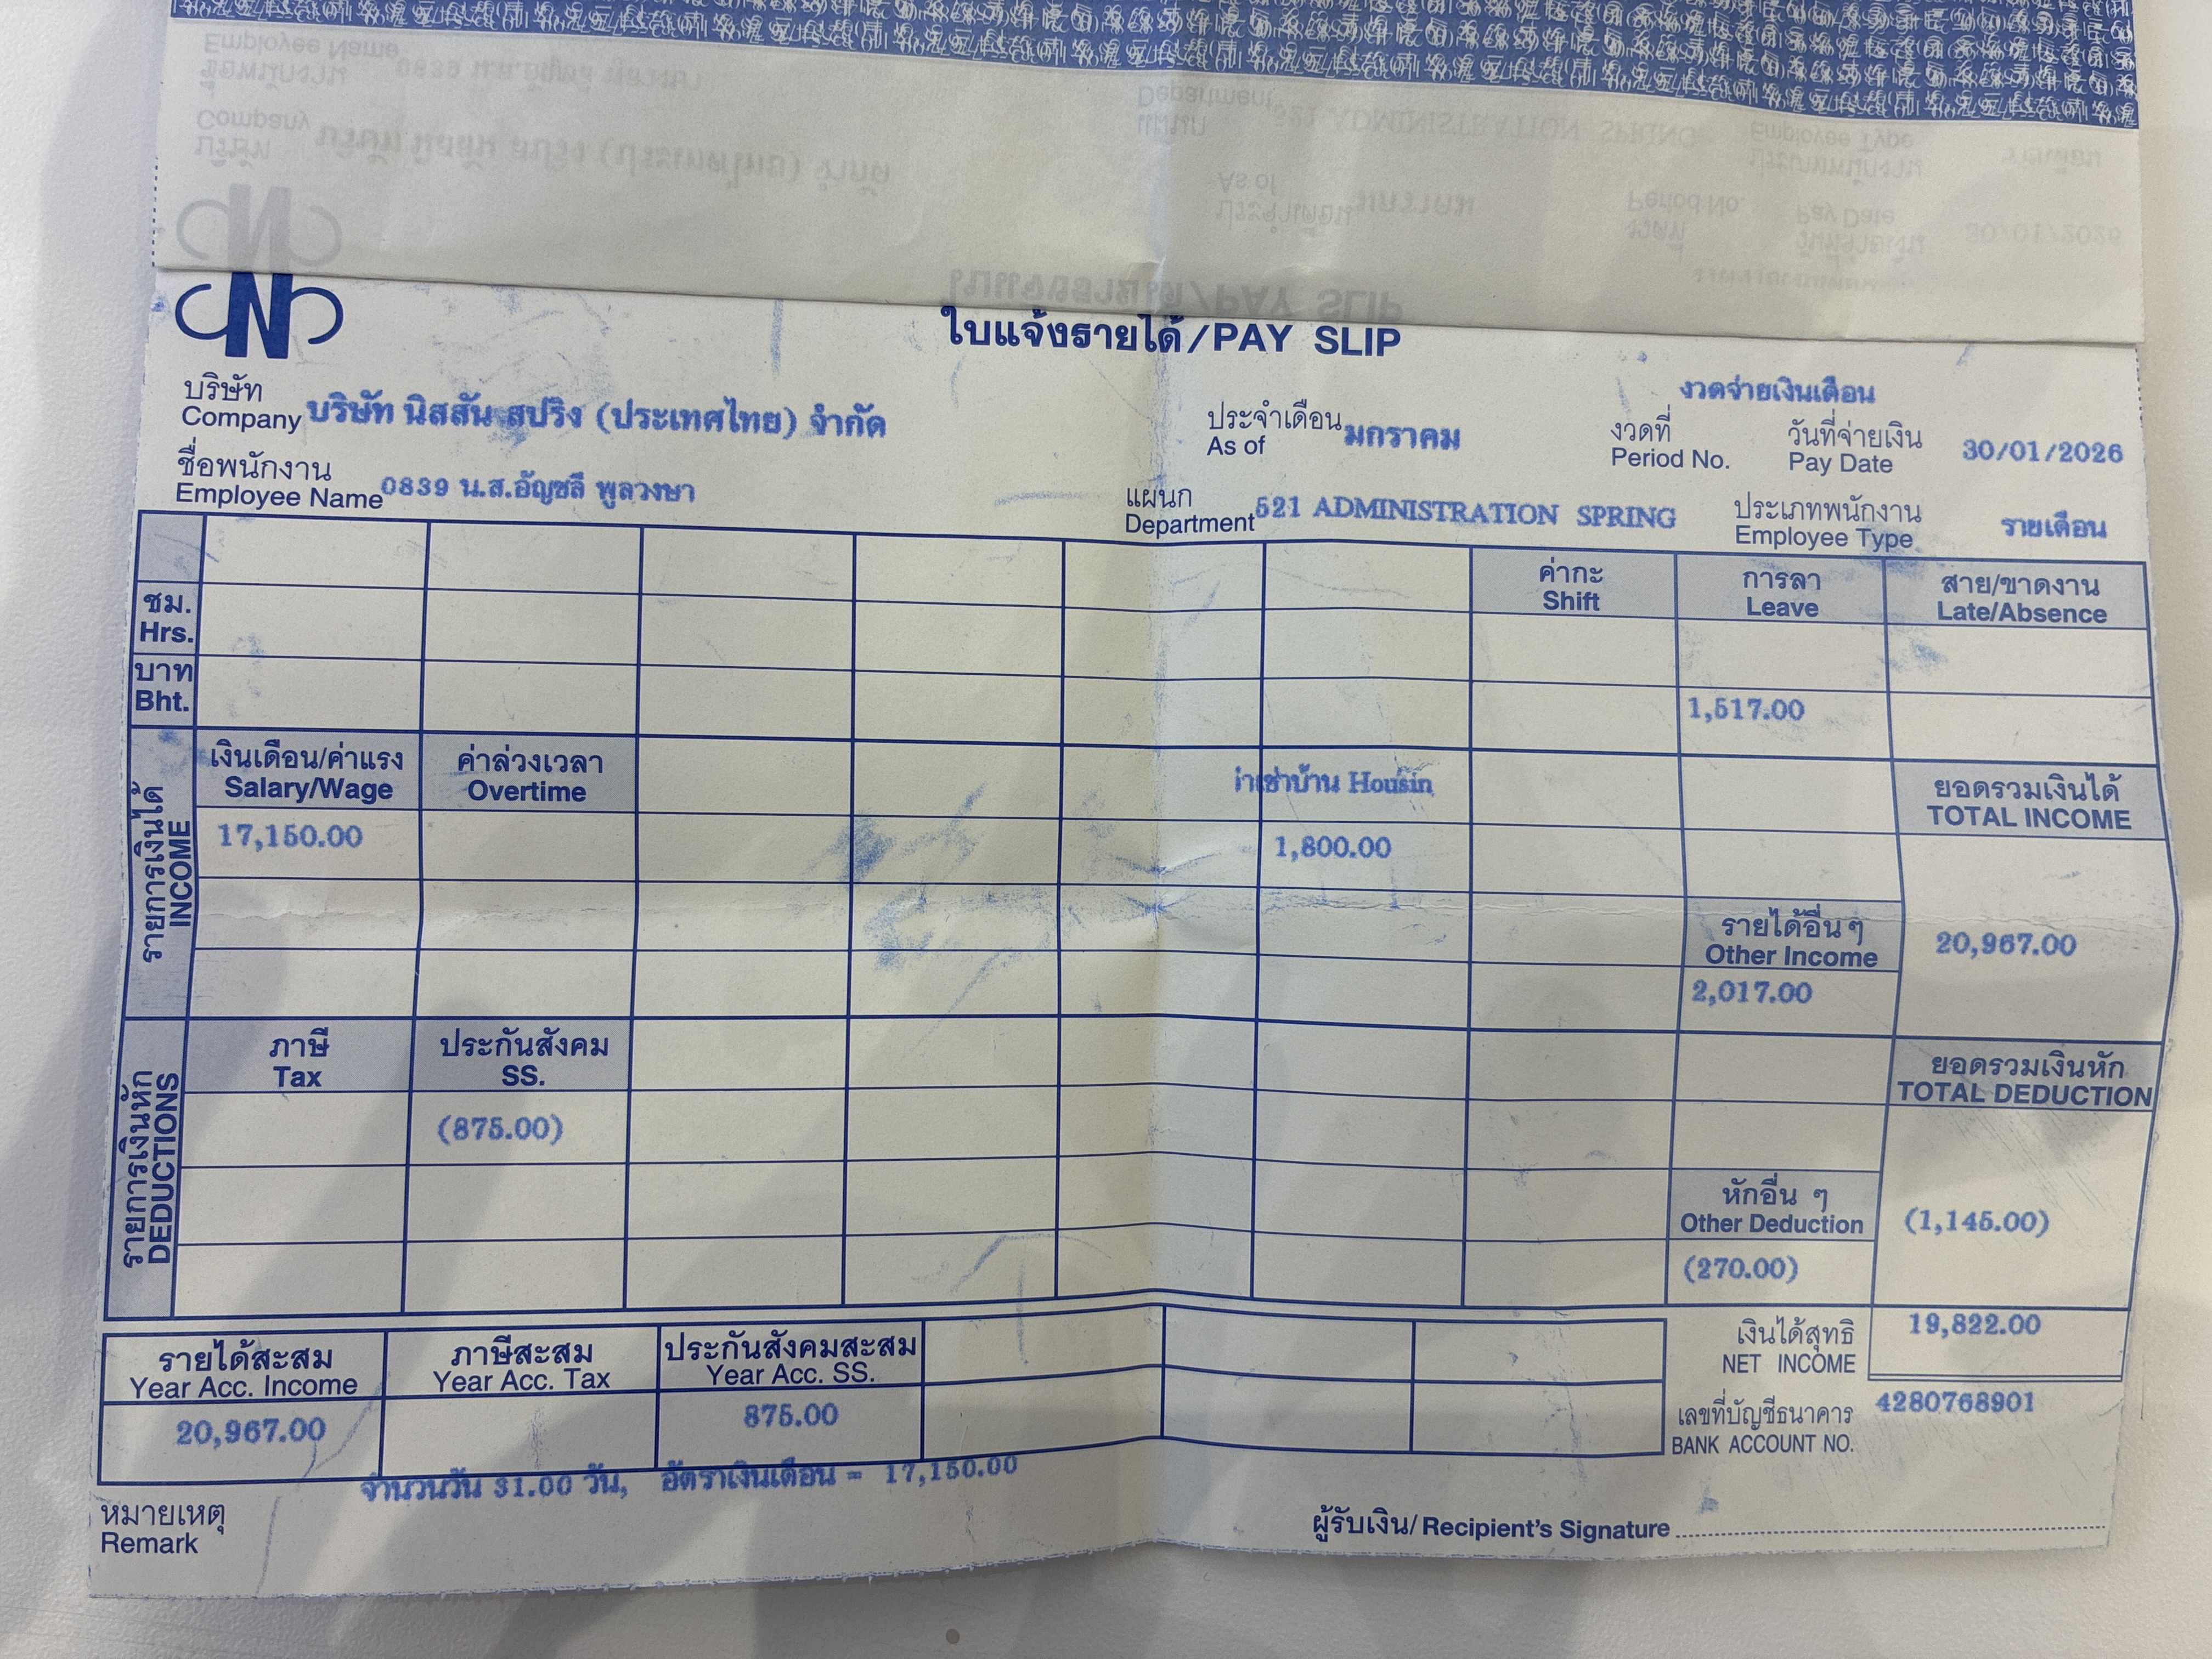 ใบแจ้งรายได้/PAY SLIP
งวดจ่ายเงินเดือน
บริษัท
Company บริษัท นิสสัน สปริง (ประเทศไทย) จำกัด
ประจำเดือน มกราคม
As of
งวดที่
Period No.
วันที่จ่ายเงิน
Pay Date 30/01/2026
ชื่อพนักงาน
Employee Name 0839 น.ส.อัญชลี พูลวงษา
แผนก
Department 521 ADMINISTRATION SPRING
ประเภทพนักงาน
Employee Type รายเดือน
ค่ากะ
Shift
การลา
Leave
สาย/ขาดงาน
Late/Absence
ชม.
Hrs.
บาท
Bht.
1,517.00
รายการเงินได้
INCOME
เงินเดือน/ค่าแรง
Salary/Wage
ค่าล่วงเวลา
Overtime
าเช่าบ้าน Housin
ยอดรวมเงินได้
TOTAL INCOME
17,150.00 1,800.00
รายได้อื่นๆ
Other Income
20,967.00
2,017.00
รายการเงินหัก
DEDUCTIONS
ภาษี
Tax
ประกันสังคม
SS.
ยอดรวมเงินหัก
TOTAL DEDUCTION
(875.00)
หักอื่น ๆ
Other Deduction
(1,145.00)
(270.00)
รายได้สะสม
Year Acc. Income
ภาษีสะสม
Year Acc. Tax
ประกันสังคมสะสม
Year Acc. SS.
เงินได้สุทธิ
NET INCOME
19,822.00
20,967.00 875.00
เลขที่บัญชีธนาคาร
BANK ACCOUNT NO.
4280768901
จำนวนวัน 31.00 วัน, อัตราเงินเดือน = 17,150.00
หมายเหตุ
Remark
ผู้รับเงิน/Recipient's Signature